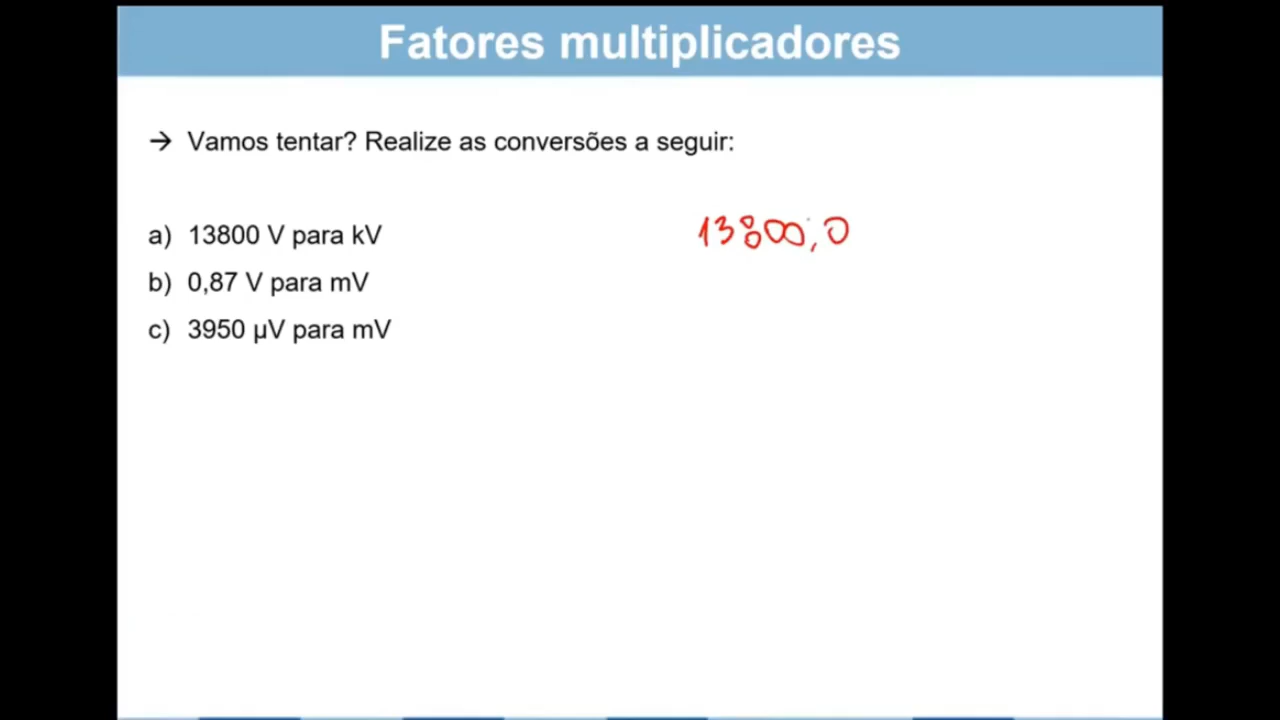 Fatores multiplicadores
→ Vamos tentar? Realize as conversões a seguir:
a) 13800 V para kV
13800,0
b) 0,87 V para mV
c) 3950 µV para mV